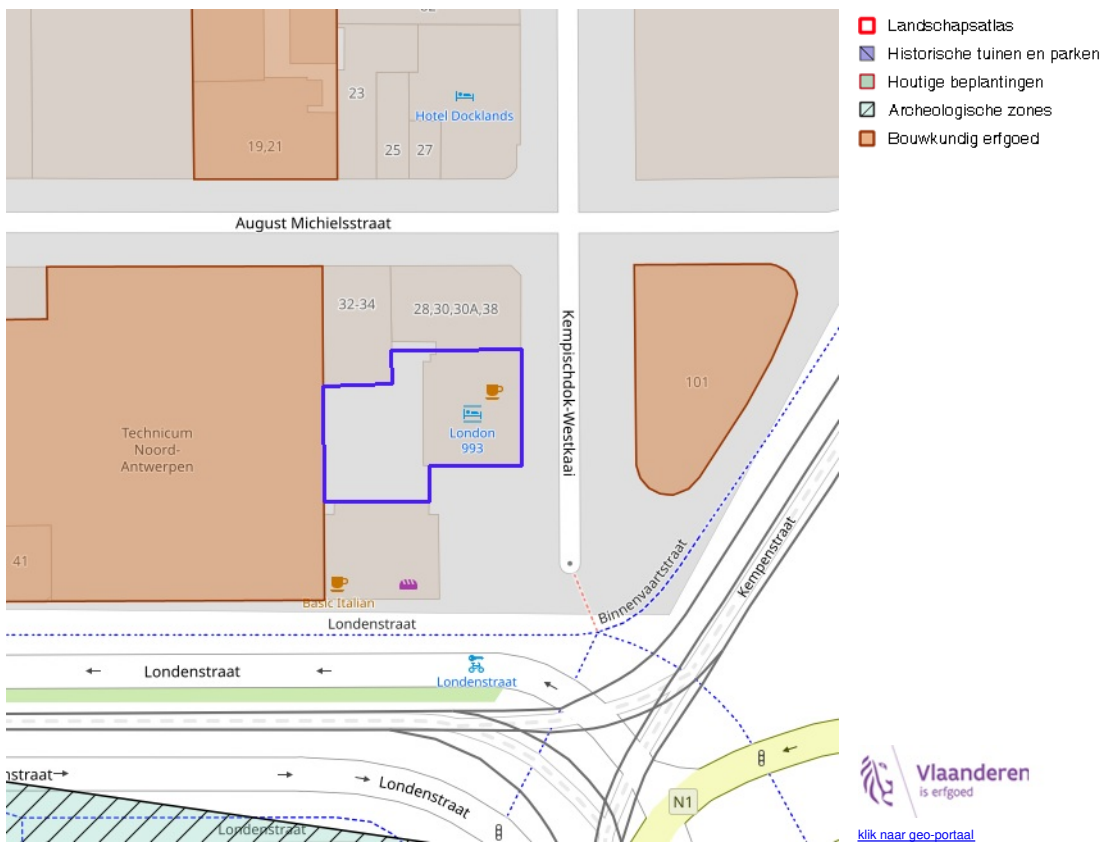 Landschapsatlas
Historische tuinen en parken
Houtige beplantingen
Archeologische zones
Bouwkundig erfgoed
23
Hotel Docklands
19,21
25
27
August Michielsstraat
32-34
28,30,30A,38
Kempischdok-Westkaai
101
London
993
Technicum
Noord-
Antwerpen
41
Basic Italian
Binnenvaartstraat
Kempenstraat
Londenstraat
Londenstraat
Londenstraat
nstraat
Londenstraat
Londenstraat
N1
Vlaanderen
is erfgoed
klik naar geo-portaal